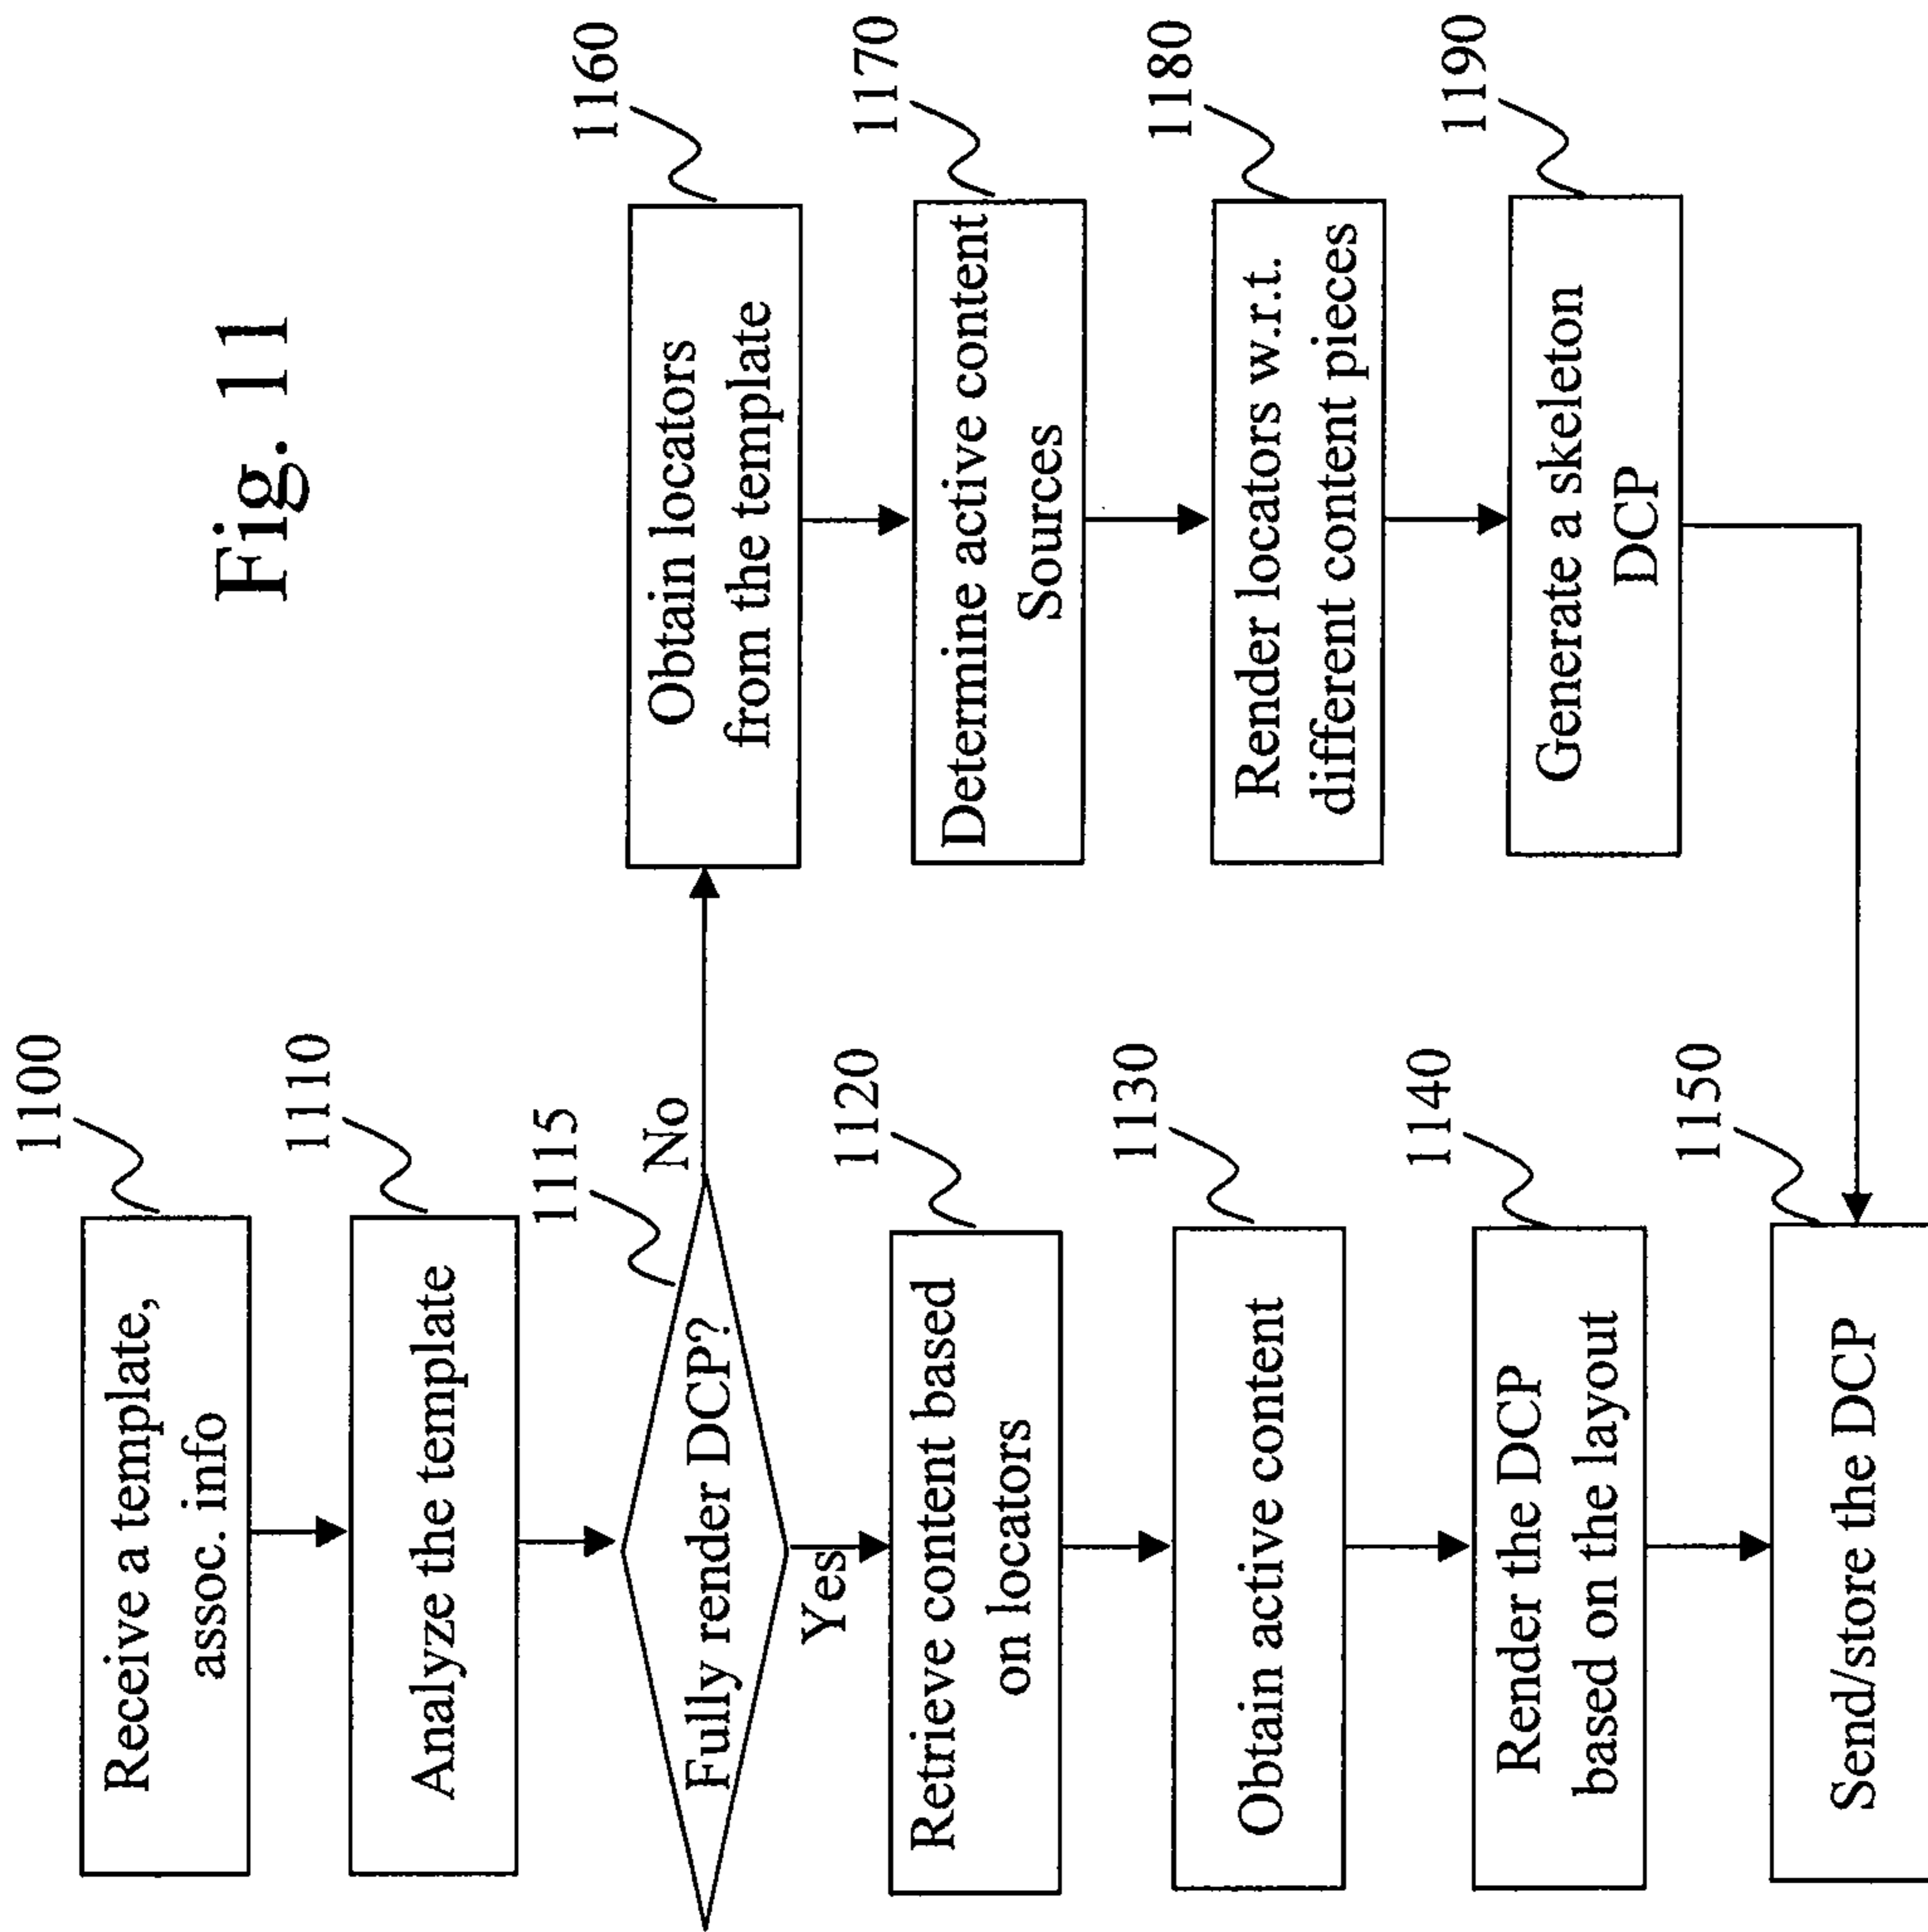 Fig. 11
1100
Receive a template,
assoc. info
1110
Analyze the template
1115
Fully render DCP?
No
Yes
1120
Retrieve content based
on locators
1130
Obtain active content
1140
Render the DCP
based on the layout
1150
Send/store the DCP
1160
Obtain locators
from the template
1170
Determine active content
Sources
1180
Render locators w.r.t.
different content pieces
1190
Generate a skeleton
DCP